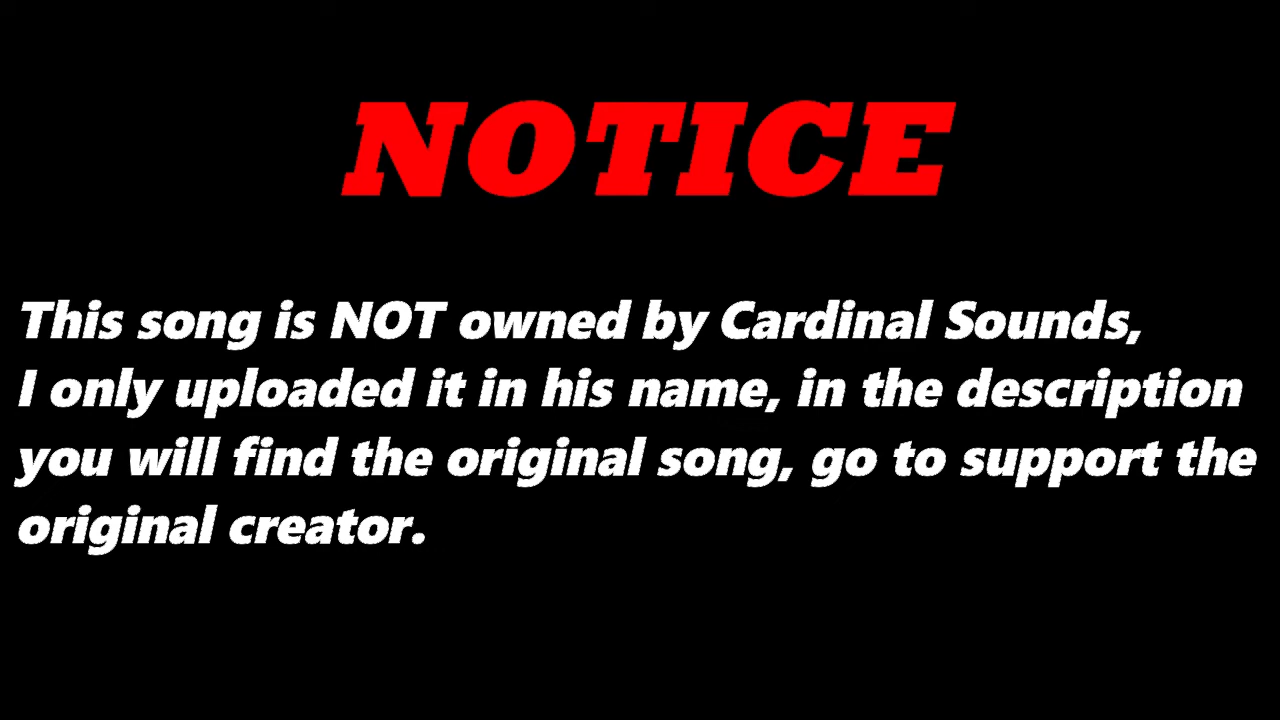 NOTICE
This song is NOT owned by Cardinal Sounds,
I only uploaded it in his name, in the description
you will find the original song, go to support the
original creator.